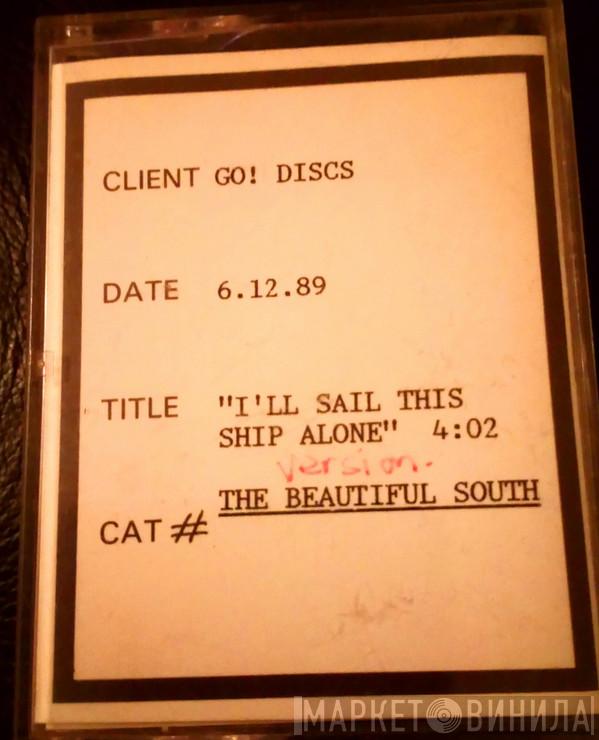 CLIENT GO! DISCS
DATE 6.12.89
TITLE "I'LL SAIL THIS
SHIP ALONE" 4:02
version.
THE BEAUTIFUL SOUTH
CAT #
МАРКЕТ ВИНИЛА